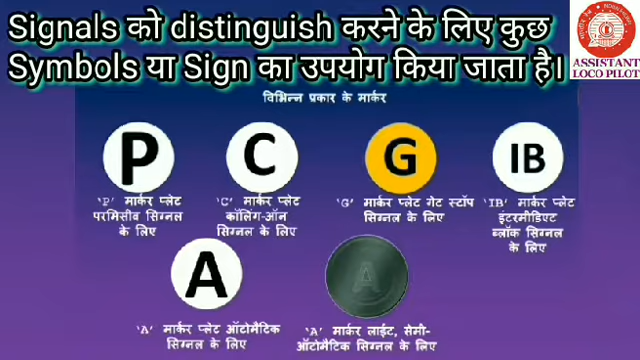 Signals को distinguish करने के लिए कुछ
Symbols या Sign का उपयोग किया जाता है।
ASSISTANT
LOCO PILOT
विभिन्न प्रकार के मार्कर
P
C
G
IB
'P' मार्कर प्लेट
परमिसीव सिग्नल
के लिए
'C' मार्कर प्लेट
कॉलिंग-ऑन
सिग्नल के लिए
'G' मार्कर प्लेट गेट स्टॉप
सिग्नल के लिए
'IB' मार्कर प्लेट
इंटरमीडिएट
ब्लॉक सिग्नल
के लिए
A
A
'A' मार्कर प्लेट ऑटोमैटिक
सिग्नल के लिए
'A' मार्कर लाईट, सेमी-
ऑटोमैटिक सिग्नल के लिए